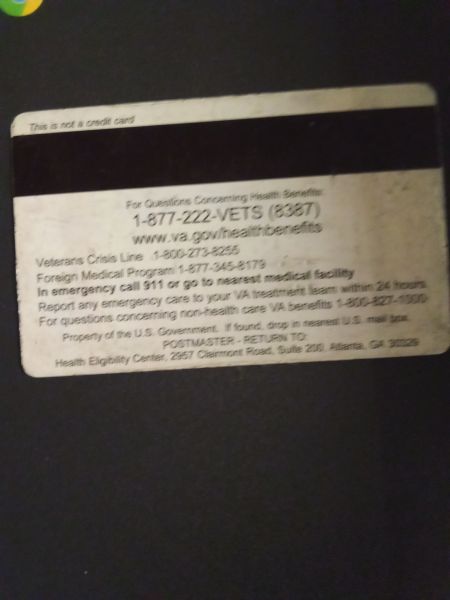 This is not a credit card
For Questions Concerning Health Benefits:
1-877-222-VETS (8387)
www.va.gov/healthbenefits
Veterans Crisis Line 1-800-273-8255
Foreign Medical Program 1-877-345-8179
In emergency call 911 or go to nearest medical facility
Report any emergency care to your VA treatment team within 24 hours
For questions concerning non-health care VA benefits 1-800-827-1000
Property of the U.S. Government. If found, drop in nearest U.S. mail box.
POSTMASTER - RETURN TO:
Health Eligibility Center, 2957 Clairmont Road, Suite 200, Atlanta, GA 30329